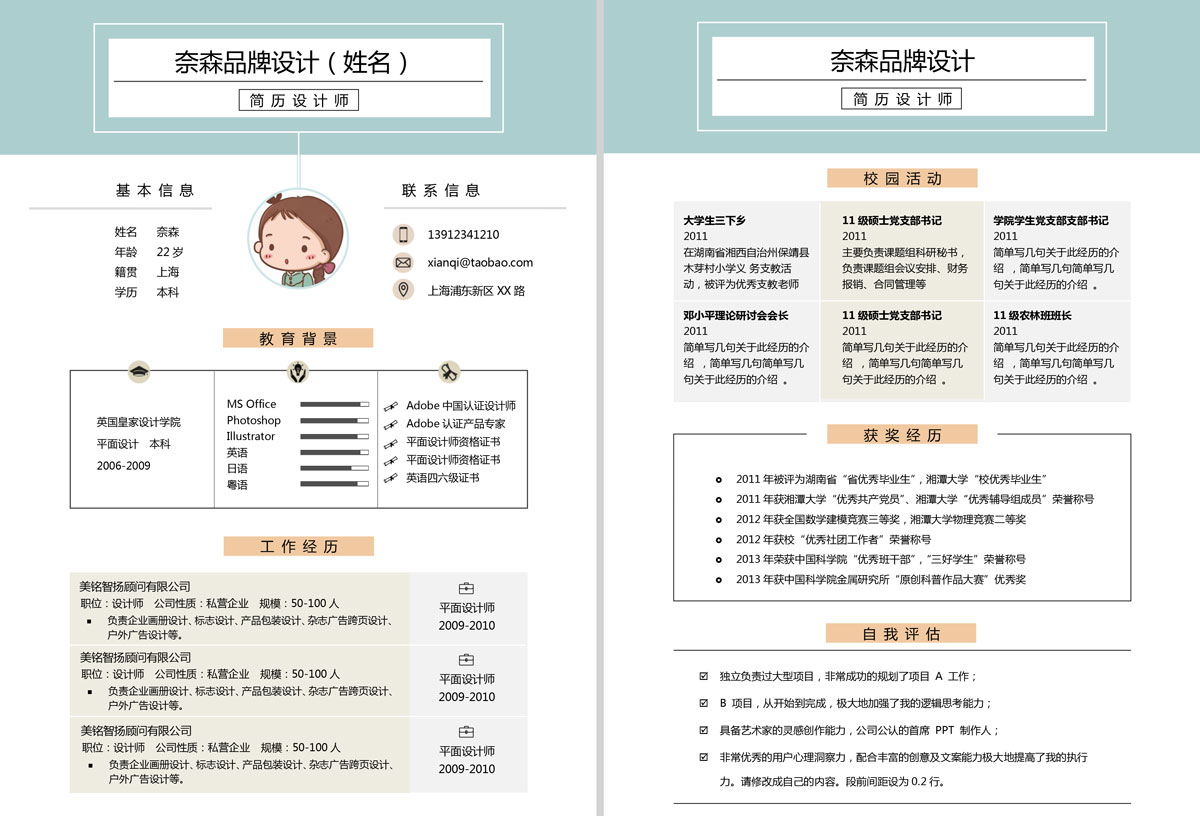 奈森品牌设计（姓名）
简历设计师
基本信息
姓名 奈森
年龄 22 岁
籍贯 上海
学历 本科
联系信息
13912341210
xianqi@taobao.com
上海浦东新区 XX 路
教育背景
英国皇家设计学院
平面设计 本科
2006-2009
MS Office
Photoshop
Illustrator
英语
日语
粤语
Adobe 中国认证设计师
Adobe 认证产品专家
平面设计师资格证书
平面设计师资格证书
英语四六级证书
工作经历
美铭智扬顾问有限公司
职位：设计师 公司性质：私营企业 规模：50-100 人
负责企业画册设计、标志设计、产品包装设计、杂志广告跨页设计、
户外广告设计等。
平面设计师
2009-2010
美铭智扬顾问有限公司
职位：设计师 公司性质：私营企业 规模：50-100 人
负责企业画册设计、标志设计、产品包装设计、杂志广告跨页设计、
户外广告设计等。
平面设计师
2009-2010
美铭智扬顾问有限公司
职位：设计师 公司性质：私营企业 规模：50-100 人
负责企业画册设计、标志设计、产品包装设计、杂志广告跨页设计、
户外广告设计等。
平面设计师
2009-2010
奈森品牌设计
简历设计师
校园活动
大学生三下乡
2011
在湖南省湘西自治州保靖县
木芽村小学义 务支教活
动，被评为优秀支教老师
11 级硕士党支部书记
2011
主要负责课题组科研秘书，
负责课题组会议安排、财务
报销、合同管理等
学院学生党支部支部书记
2011
简单写几句关于此经历的介
绍 ，简单写几句简单写几
句关于此经历的介绍 。
邓小平理论研讨会会长
2011
简单写几句关于此经历的介
绍 ，简单写几句简单写几
句关于此经历的介绍 。
11 级硕士党支部书记
2011
简单写几句关于此经历的介
绍 ，简单写几句简单写几
句关于此经历的介绍 。
11 级农林班班长
2011
简单写几句关于此经历的介
绍 ，简单写几句简单写几
句关于此经历的介绍 。
获奖经历
2011 年被评为湖南省“省优秀毕业生”，湘潭大学“校优秀毕业生”
2011 年获湘潭大学“优秀共产党员”、湘潭大学“优秀辅导组成员”荣誉称号
2012 年获全国数学建模竞赛三等奖，湘潭大学物理竞赛二等奖
2012 年获校“优秀社团工作者”荣誉称号
2013 年荣获中国科学院“优秀班干部”，“三好学生”荣誉称号
2013 年获中国科学院金属研究所“原创科普作品大赛”优秀奖
自我评估
独立负责过大型项目，非常成功的规划了项目 A 工作；
B 项目，从开始到完成，极大地加强了我的逻辑思考能力；
具备艺术家的灵感创作能力，公司公认的首席 PPT 制作人；
非常优秀的用户心理洞察力，配合丰富的创意及文案能力极大地提高了我的执行
力。请修改成自己的内容。段前间距设为 0.2 行。